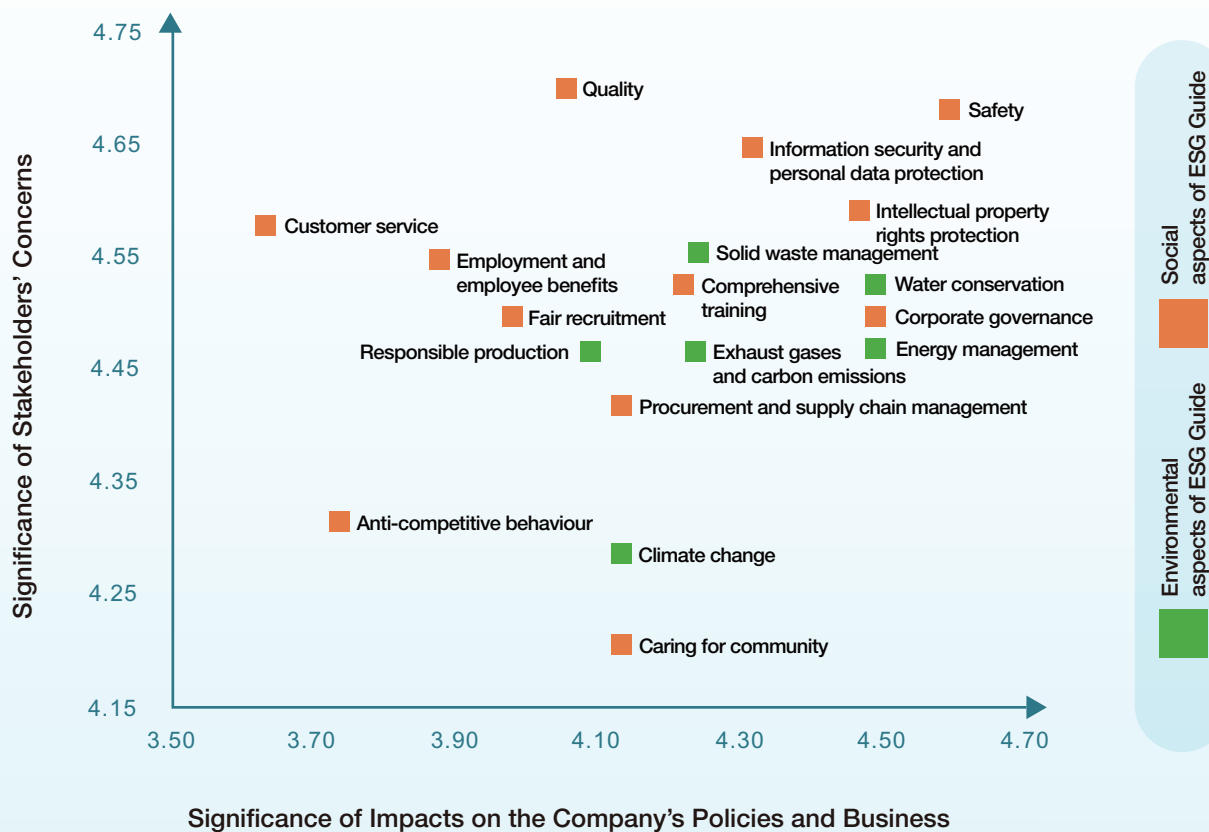 4.75
4.65
4.55
4.45
4.35
4.25
4.15
Significance of Stakeholders' Concerns
Quality
Safety
Information security and
personal data protection
Intellectual property
rights protection
Customer service
Solid waste management
Employment and
employee benefits
Comprehensive
training
Water conservation
Fair recruitment
Corporate governance
Responsible production
Exhaust gases
and carbon emissions
Energy management
Procurement and supply chain management
Anti-competitive behaviour
Climate change
Caring for community
3.50
3.70
3.90
4.10
4.30
4.50
4.70
Significance of Impacts on the Company's Policies and Business
Social
aspects of ESG Guide
Environmental
aspects of ESG Guide